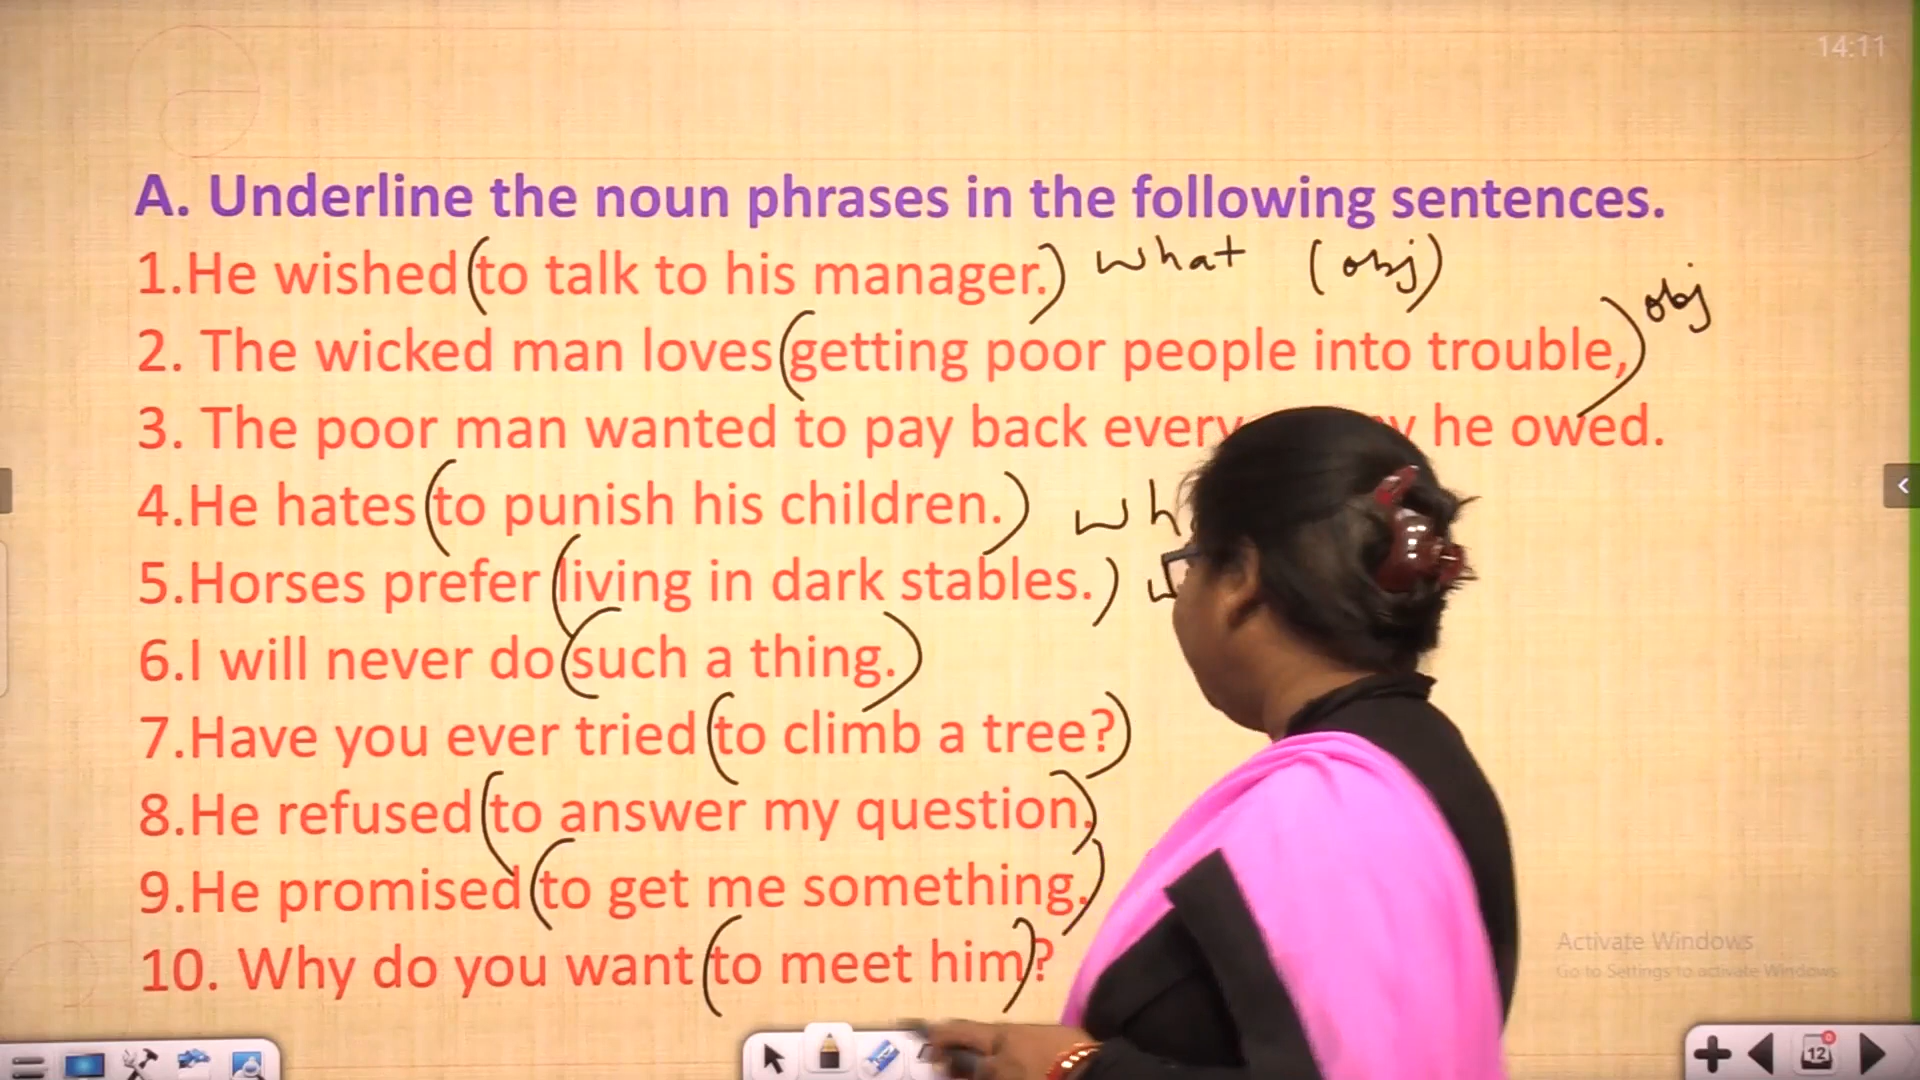 14:11
A. Underline the noun phrases in the following sentences.
1.He wished (to talk to his manager.) what (obj)
2. The wicked man loves (getting poor people into trouble,) obj
3. The poor man wanted to pay back he owed.
4.He hates (to punish his children.)
5.Horses prefer (living in dark stables.)
6.I will never do (such a thing.)
7.Have you ever tried (to climb a tree?)
8.He refused (to answer my question.)
9.He promised (to get me something.)
10. Why do you want (to meet him)?
Activate Windows
Go to Settings to activate Windows.
12